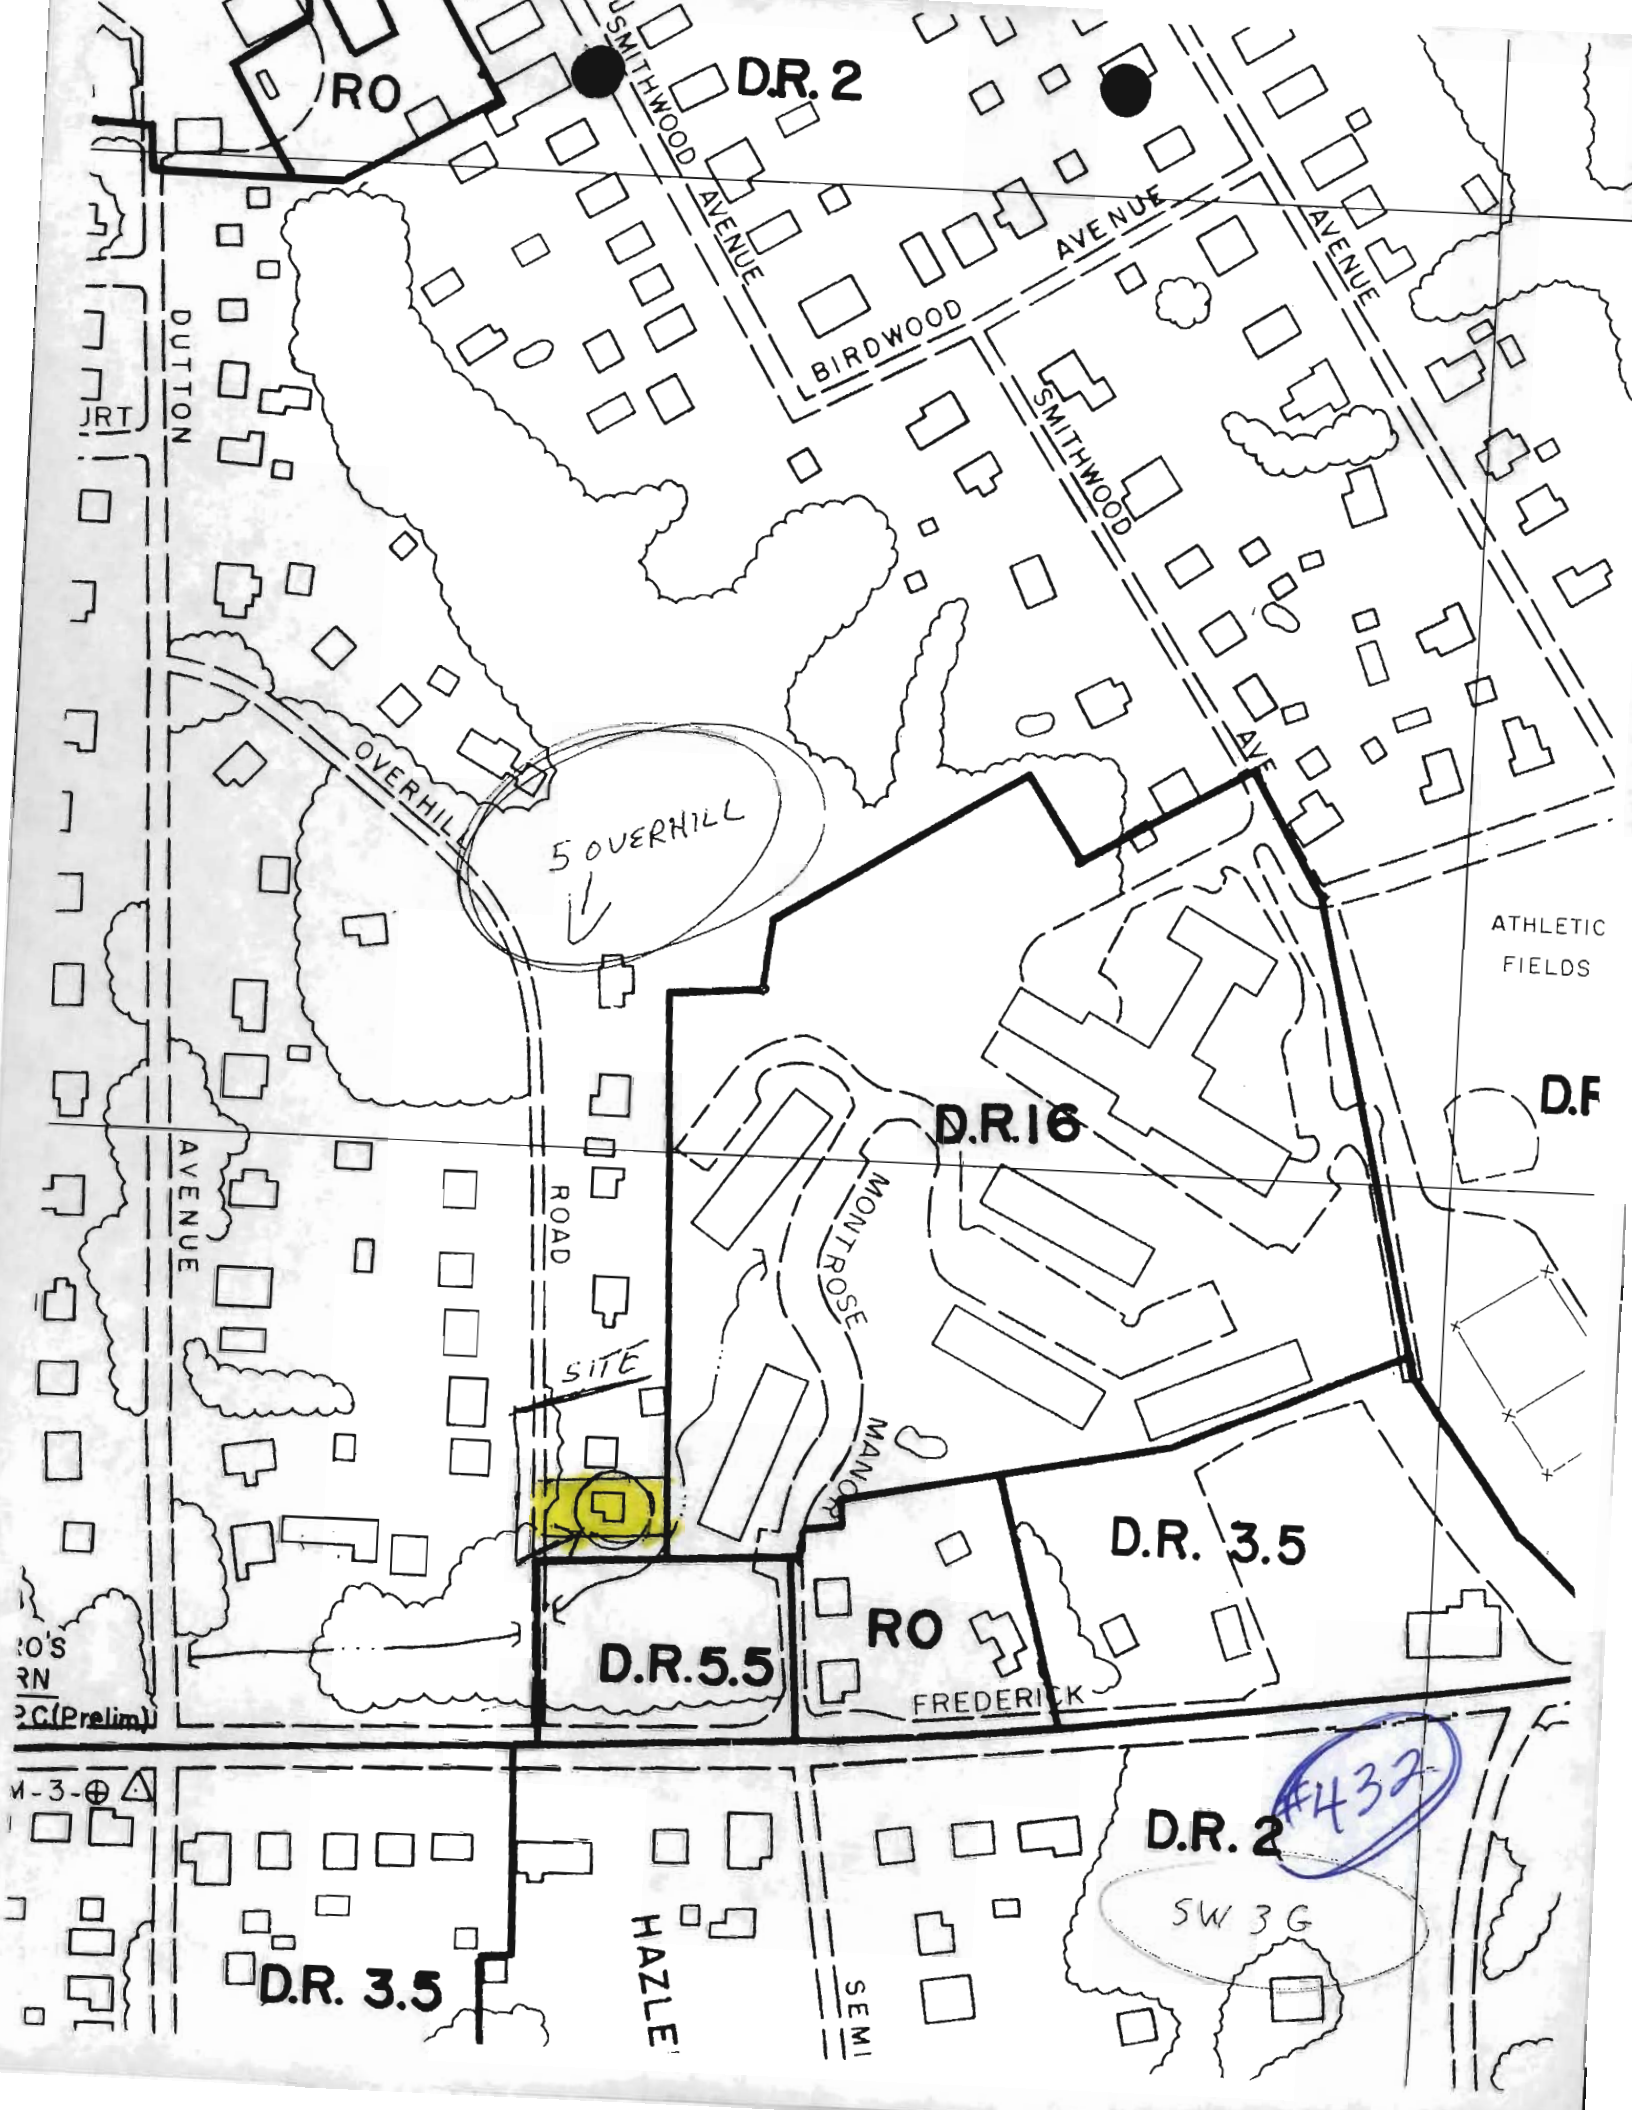 SMITHWOOD
AVENUE
RO
D.R. 2
AVENUE
BIRDWOOD
AVENUE
DUTTON
JRT
SMITHWOOD
AVE
OVERHILL
5 OVERHILL
ATHLETIC
FIELDS
D.R.16
AVENUE
ROAD
MONTROSE
SITE
MANOR
D.R. 3.5
RO
D.R.5.5
FREDERICK
RN
(Prelim)
#432
-3-
D.R. 2
SW 3G
HAZLE
SEMI
D.R. 3.5